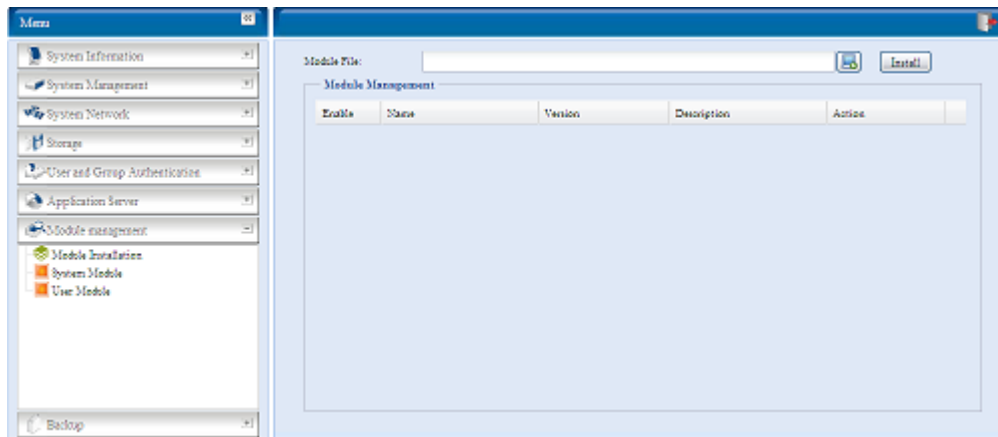 Menu
System Information
System Management
System Network
Storage
User and Group Authentication
Application Server
Module management
Module Installation
System Module
User Module
Backup
Module File:
Install
Module Management
Enable Name Version Description Action